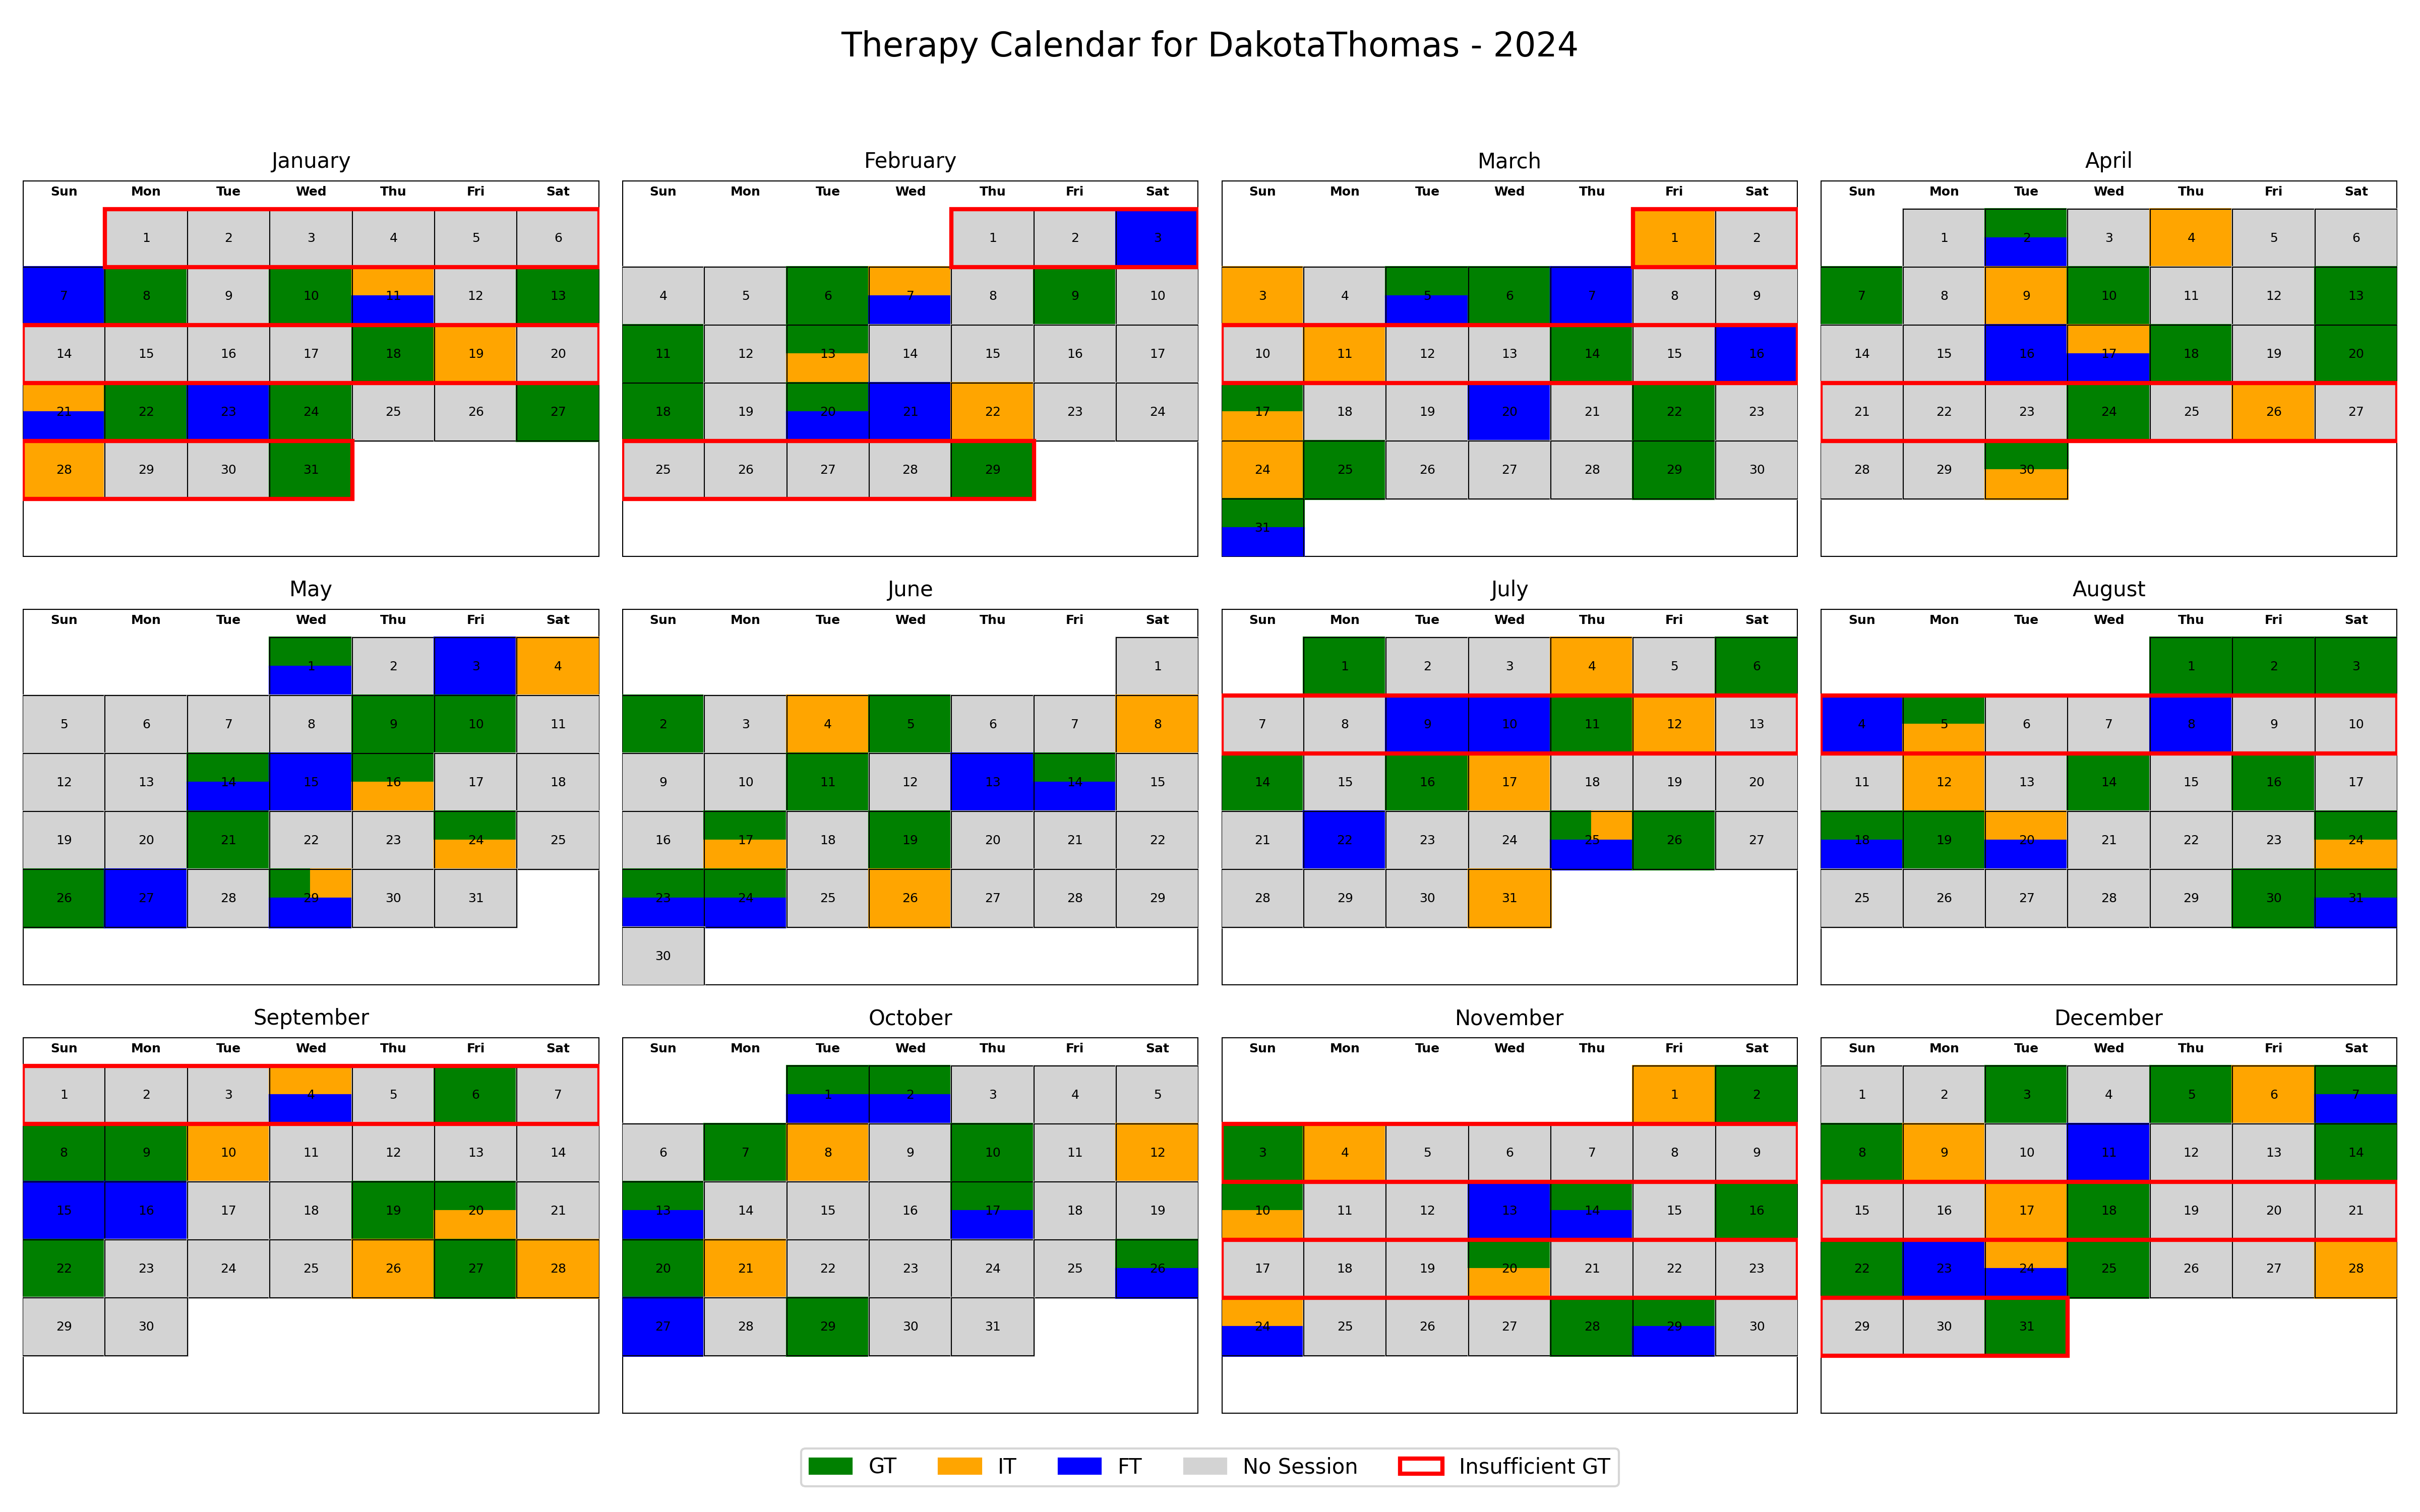 Therapy Calendar for DakotaThomas - 2024
January February March April
Sun Mon Tue Wed Thu Fri Sat Sun Mon Tue Wed Thu Fri Sat Sun Mon Tue Wed Thu Fri Sat Sun Mon Tue Wed Thu Fri Sat
1 2 3 4 5 6 1 2 3 1 2 1 2 3 4 5 6
7 8 9 10 11 12 13 4 5 6 7 8 9 10 3 4 5 6 7 8 9 7 8 9 10 11 12 13
14 15 16 17 18 19 20 11 12 13 14 15 16 17 10 11 12 13 14 15 16 14 15 16 17 18 19 20
21 22 23 24 25 26 27 18 19 20 21 22 23 24 17 18 19 20 21 22 23 21 22 23 24 25 26 27
28 29 30 31 25 26 27 28 29 24 25 26 27 28 29 30 28 29 30
31
May June July August
Sun Mon Tue Wed Thu Fri Sat Sun Mon Tue Wed Thu Fri Sat Sun Mon Tue Wed Thu Fri Sat Sun Mon Tue Wed Thu Fri Sat
1 2 3 4 1 1 2 3 4 5 6 1 2 3
5 6 7 8 9 10 11 2 3 4 5 6 7 8 7 8 9 10 11 12 13 4 5 6 7 8 9 10
12 13 14 15 16 17 18 9 10 11 12 13 14 15 14 15 16 17 18 19 20 11 12 13 14 15 16 17
19 20 21 22 23 24 25 16 17 18 19 20 21 22 21 22 23 24 25 26 27 18 19 20 21 22 23 24
26 27 28 29 30 31 23 24 25 26 27 28 29 28 29 30 31 25 26 27 28 29 30 31
30
September October November December
Sun Mon Tue Wed Thu Fri Sat Sun Mon Tue Wed Thu Fri Sat Sun Mon Tue Wed Thu Fri Sat Sun Mon Tue Wed Thu Fri Sat
1 2 3 4 5 6 7 1 2 3 4 5 1 2 1 2 3 4 5 6 7
8 9 10 11 12 13 14 6 7 8 9 10 11 12 3 4 5 6 7 8 9 8 9 10 11 12 13 14
15 16 17 18 19 20 21 13 14 15 16 17 18 19 10 11 12 13 14 15 16 15 16 17 18 19 20 21
22 23 24 25 26 27 28 20 21 22 23 24 25 26 17 18 19 20 21 22 23 22 23 24 25 26 27 28
29 30 27 28 29 30 31 24 25 26 27 28 29 30 29 30 31
GT IT FT No Session Insufficient GT